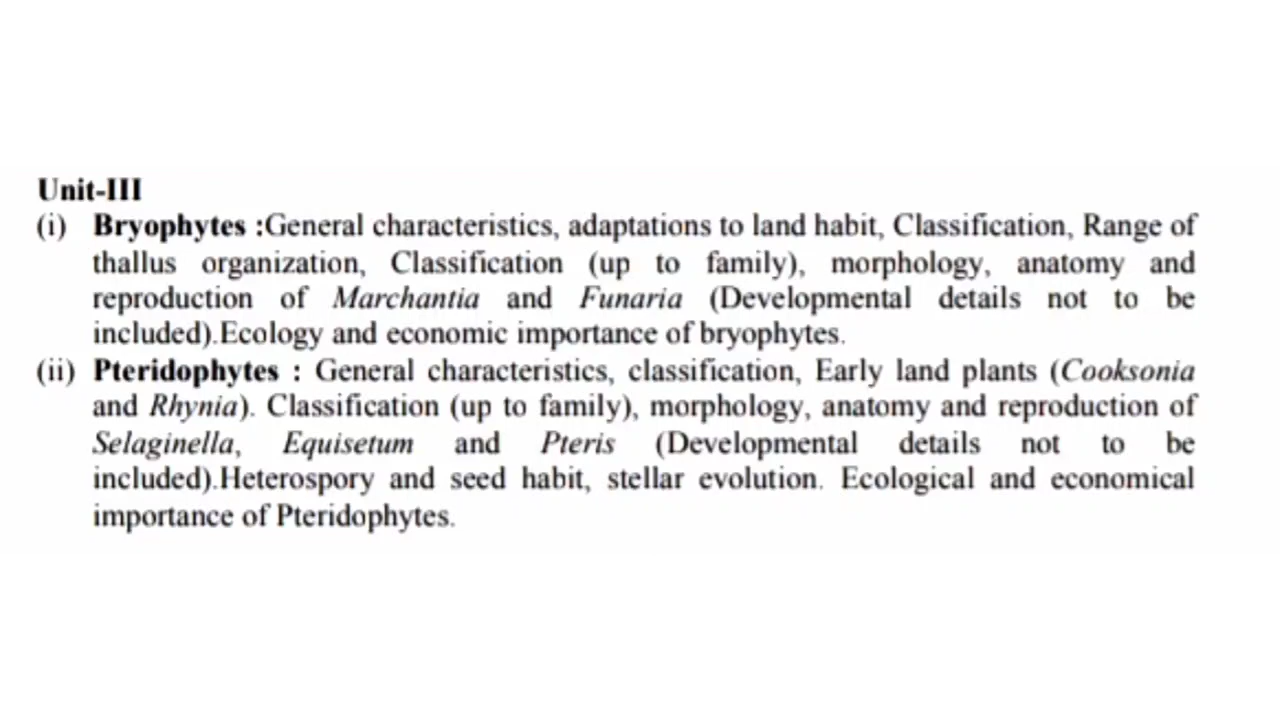 Unit-III
(i) Bryophytes :General characteristics, adaptations to land habit, Classification, Range of
thallus organization, Classification (up to family), morphology, anatomy and
reproduction of Marchantia and Funaria (Developmental details not to be
included).Ecology and economic importance of bryophytes.
(ii) Pteridophytes : General characteristics, classification, Early land plants (Cooksonia
and Rhynia). Classification (up to family), morphology, anatomy and reproduction of
Selaginella, Equisetum and Pteris (Developmental details not to be
included).Heterospory and seed habit, stellar evolution. Ecological and economical
importance of Pteridophytes.